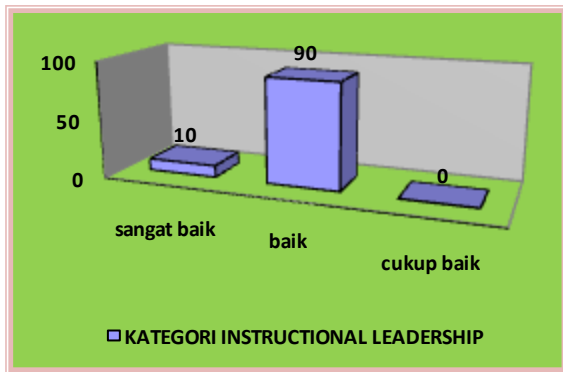 100
50
0
10
90
0
sangat baik
baik
cukup baik
KATEGORI INSTRUCTIONAL LEADERSHIP